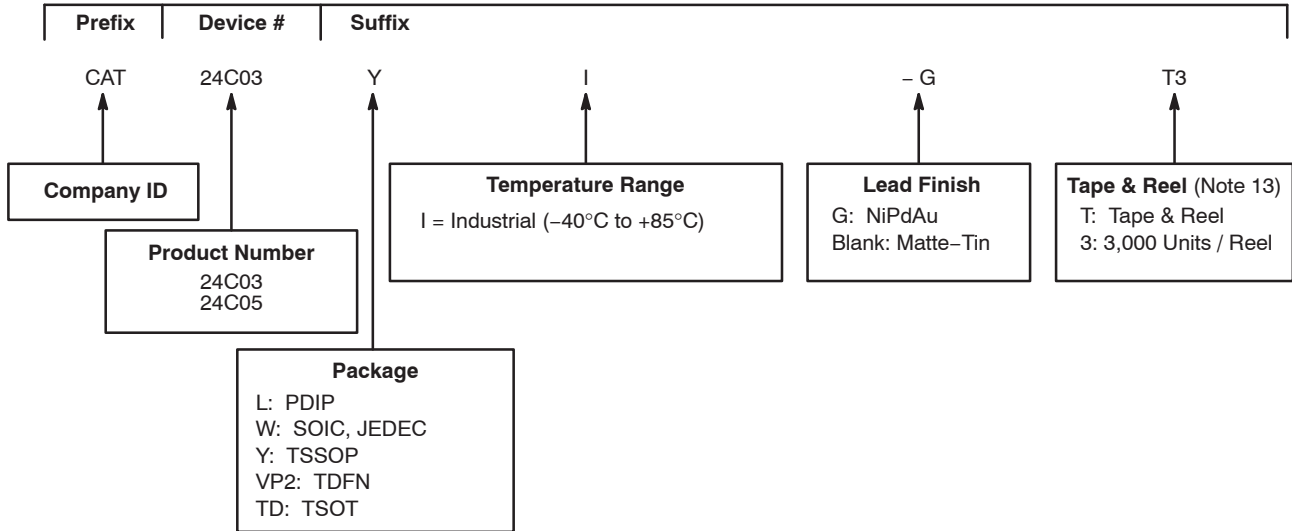 Prefix Device # Suffix
CAT 24C03 Y I – G T3
Company ID
Product Number
24C03
24C05
Package
L: PDIP
W: SOIC, JEDEC
Y: TSSOP
VP2: TDFN
TD: TSOT
Temperature Range
I = Industrial (−40°C to +85°C)
Lead Finish
G: NiPdAu
Blank: Matte−Tin
Tape & Reel (Note 13)
T: Tape & Reel
3: 3,000 Units / Reel